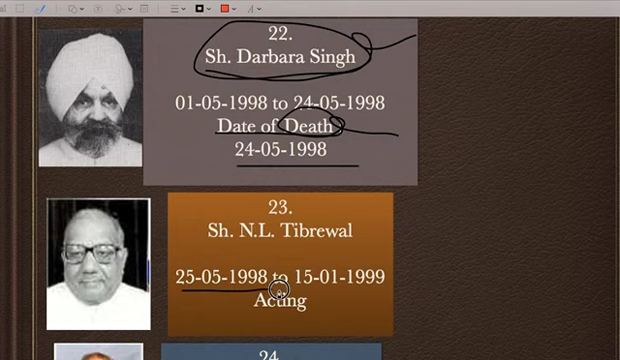 22.
Sh. Darbara Singh
01-05-1998 to 24-05-1998
Date of Death
24-05-1998
23.
Sh. N.L. Tibrewal
25-05-1998 to 15-01-1999
Acting
24